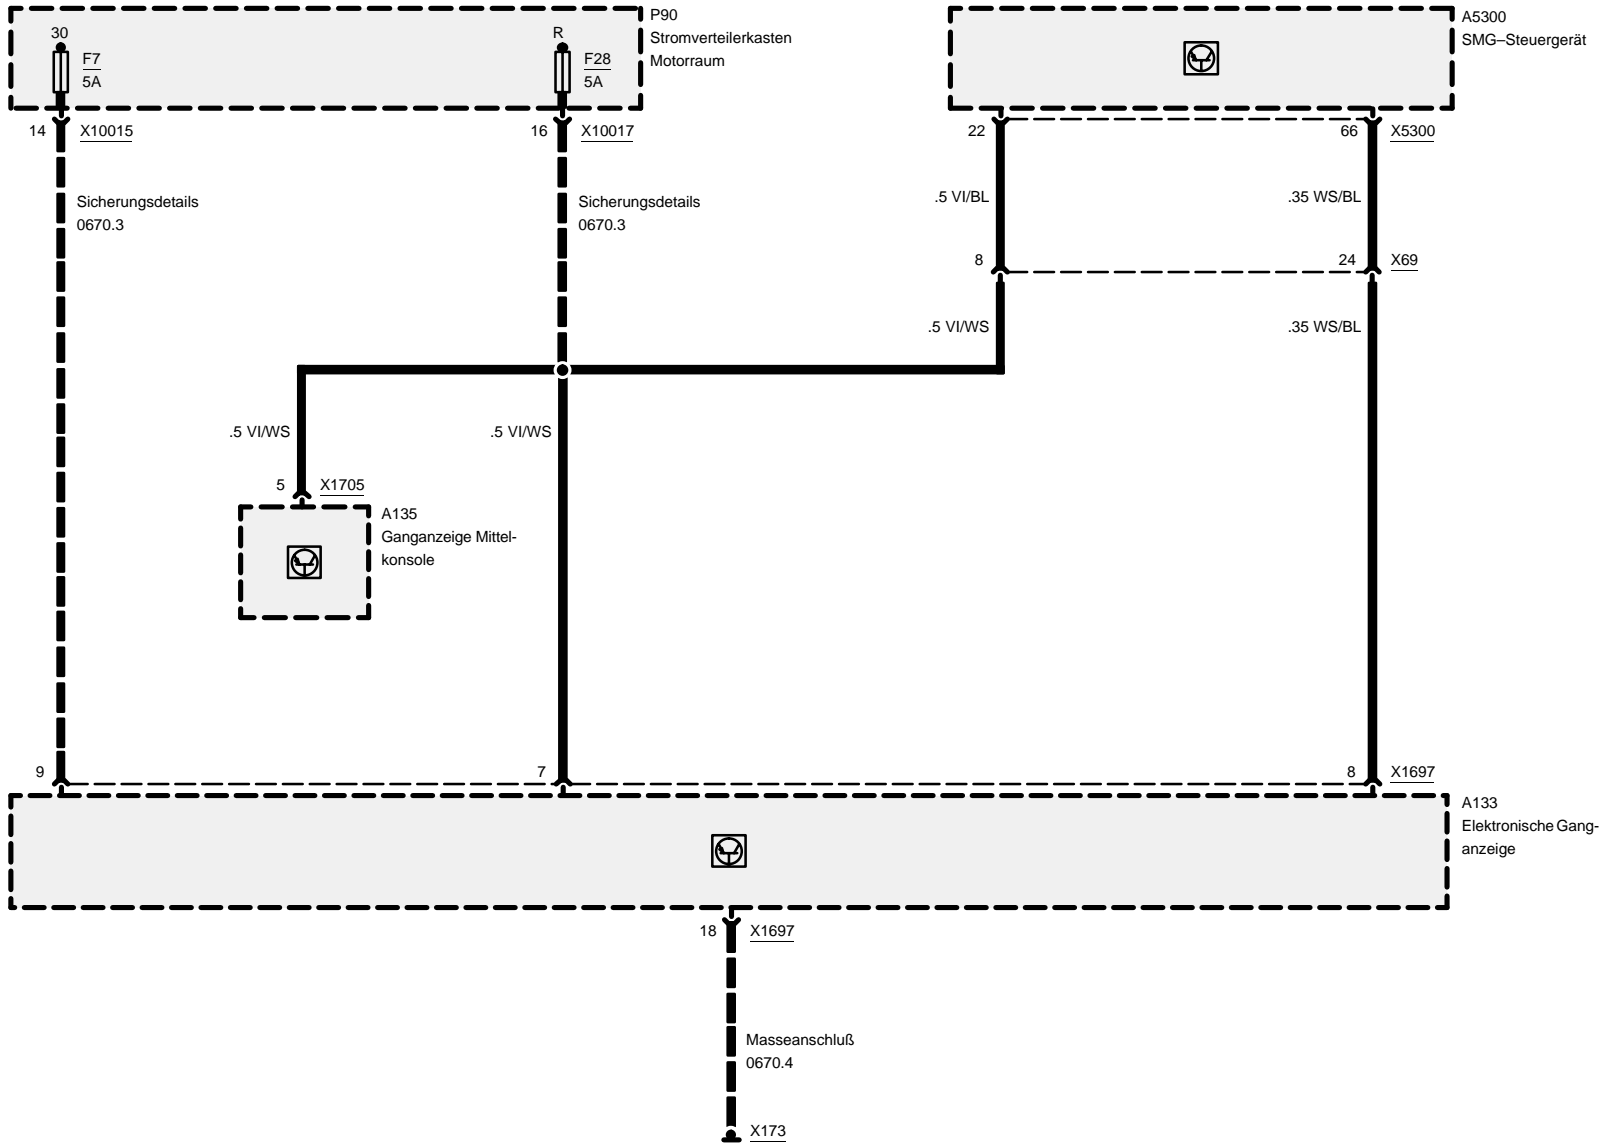 P90
Stromverteilerkasten
Motorraum
30
F7
5A
R
F28
5A
A5300
SMG–Steuergerät
14 X10015
16 X10017
22
66 X5300
Sicherungsdetails
0670.3
Sicherungsdetails
0670.3
.5 VI/BL
.35 WS/BL
8
24 X69
.5 VI/WS
.35 WS/BL
.5 VI/WS
.5 VI/WS
5 X1705
A135
Ganganzeige Mittel-
konsole
9
7
8 X1697
A133
Elektronische Gang-
anzeige
18 X1697
Masseanschluß
0670.4
X173